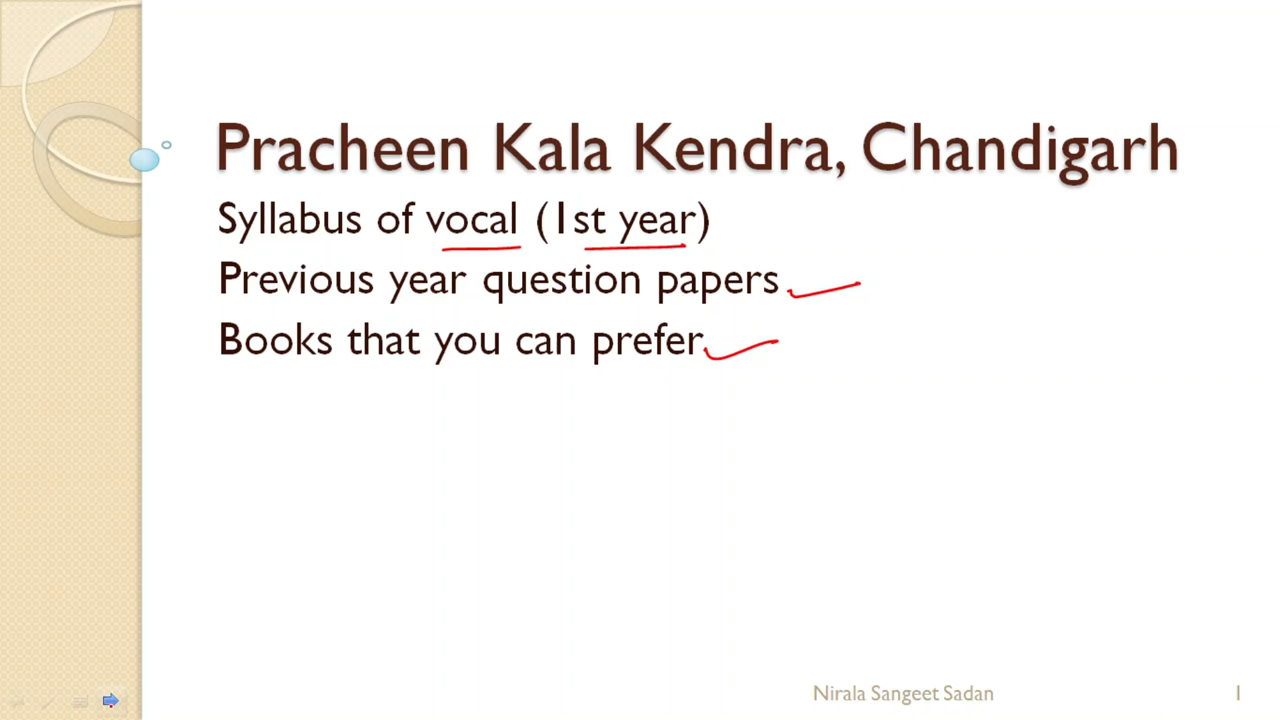 Pracheen Kala Kendra, Chandigarh
Syllabus of vocal (1st year)
Previous year question papers
Books that you can prefer
Nirala Sangeet Sadan
1